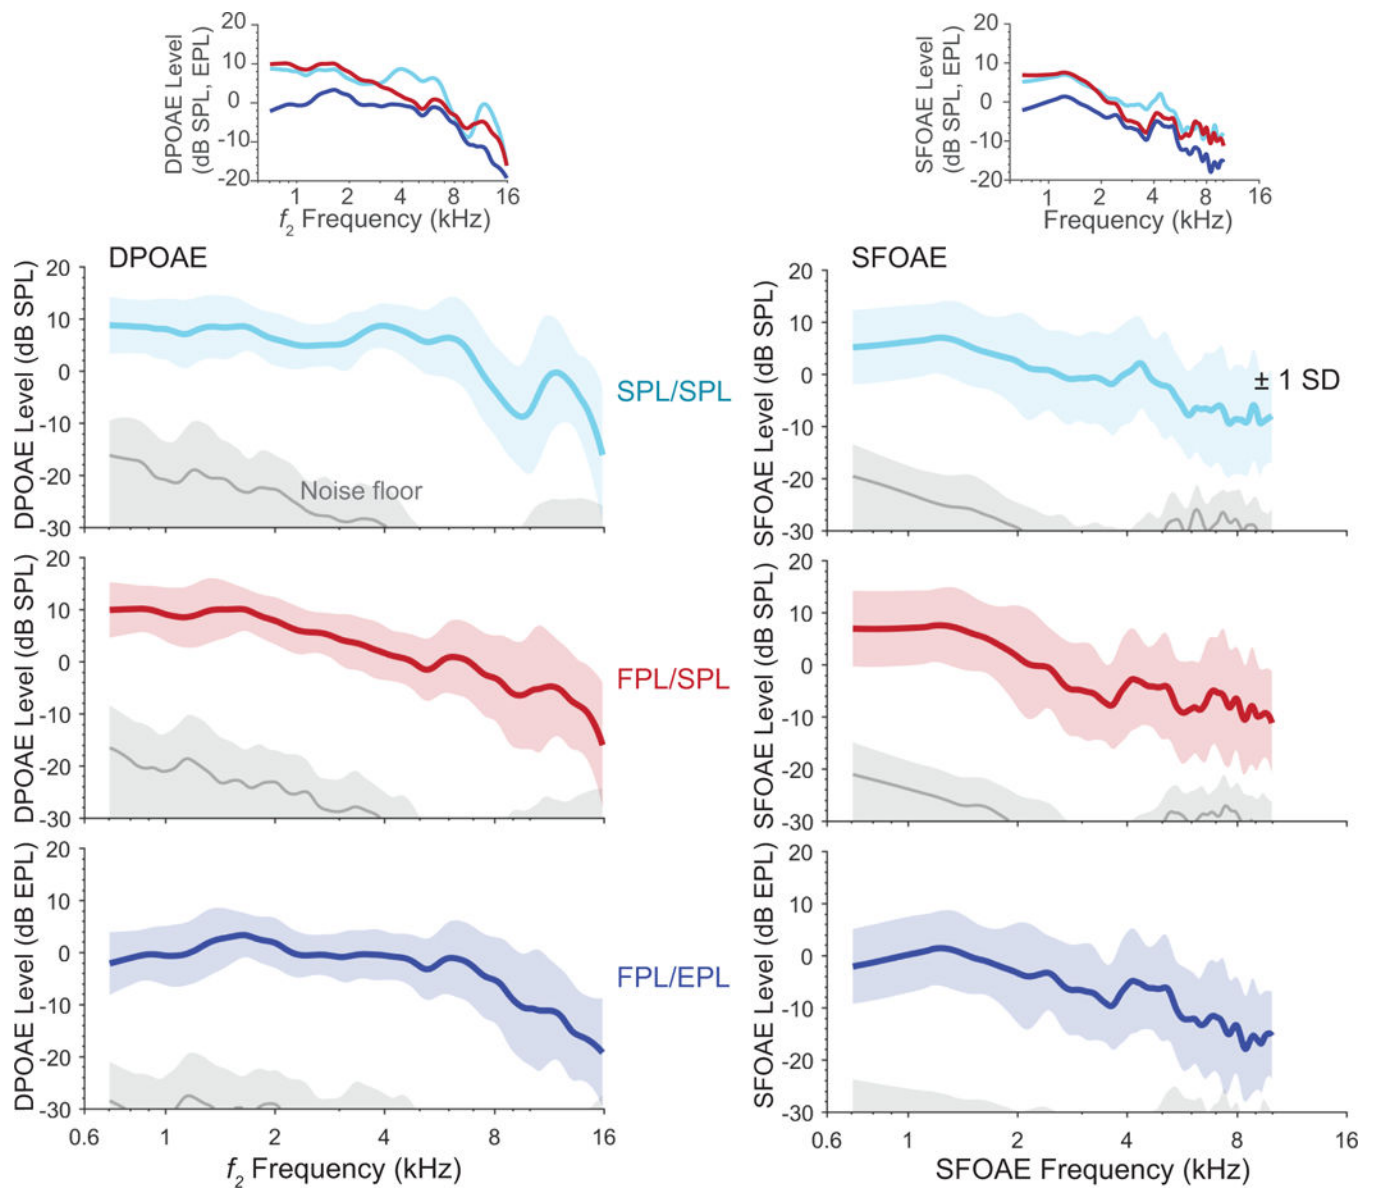 DPOAE Level
(dB SPL, EPL)
20
10
0
-10
-20
1 2 4 8 16
f2 Frequency (kHz)
SFOAE Level
(dB SPL, EPL)
20
10
0
-10
-20
1 2 4 8 16
Frequency (kHz)
DPOAE
DPOAE Level (dB SPL)
20
10
0
-10
-20
-30
Noise floor
SPL/SPL
SFOAE
SFOAE Level (dB SPL)
20
10
0
-10
-20
-30
± 1 SD
DPOAE Level (dB SPL)
20
10
0
-10
-20
-30
FPL/SPL
SFOAE Level (dB SPL)
20
10
0
-10
-20
-30
DPOAE Level (dB EPL)
20
10
0
-10
-20
-30
0.6 1 2 4 8 16
f2 Frequency (kHz)
FPL/EPL
SFOAE Level (dB EPL)
20
10
0
-10
-20
-30
0.6 1 2 4 8 16
SFOAE Frequency (kHz)